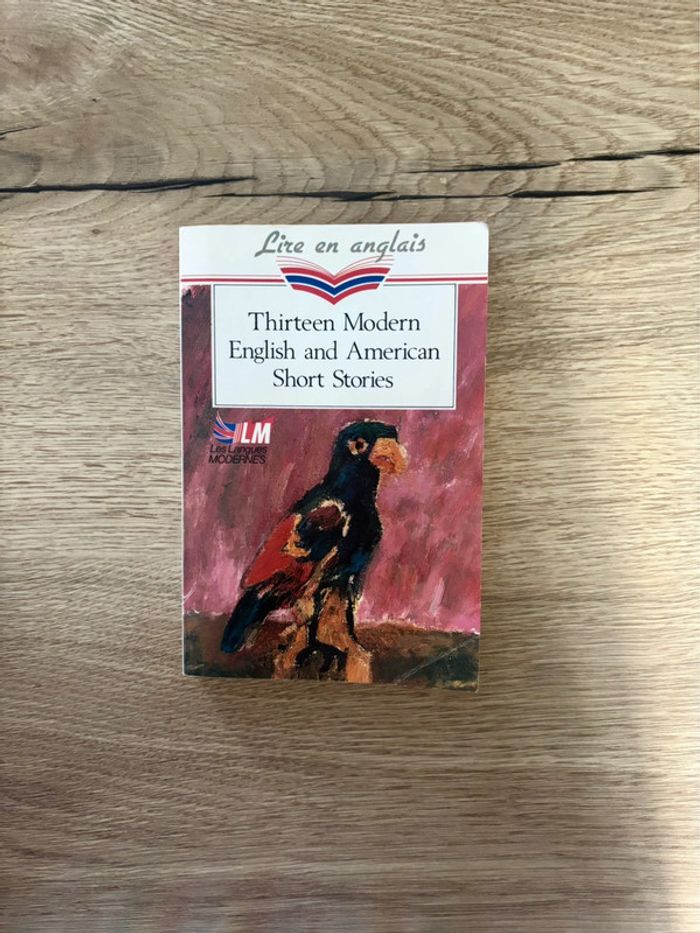 Lire en anglais
Thirteen Modern
English and American
Short Stories
LM
Les Langues
MODERNES